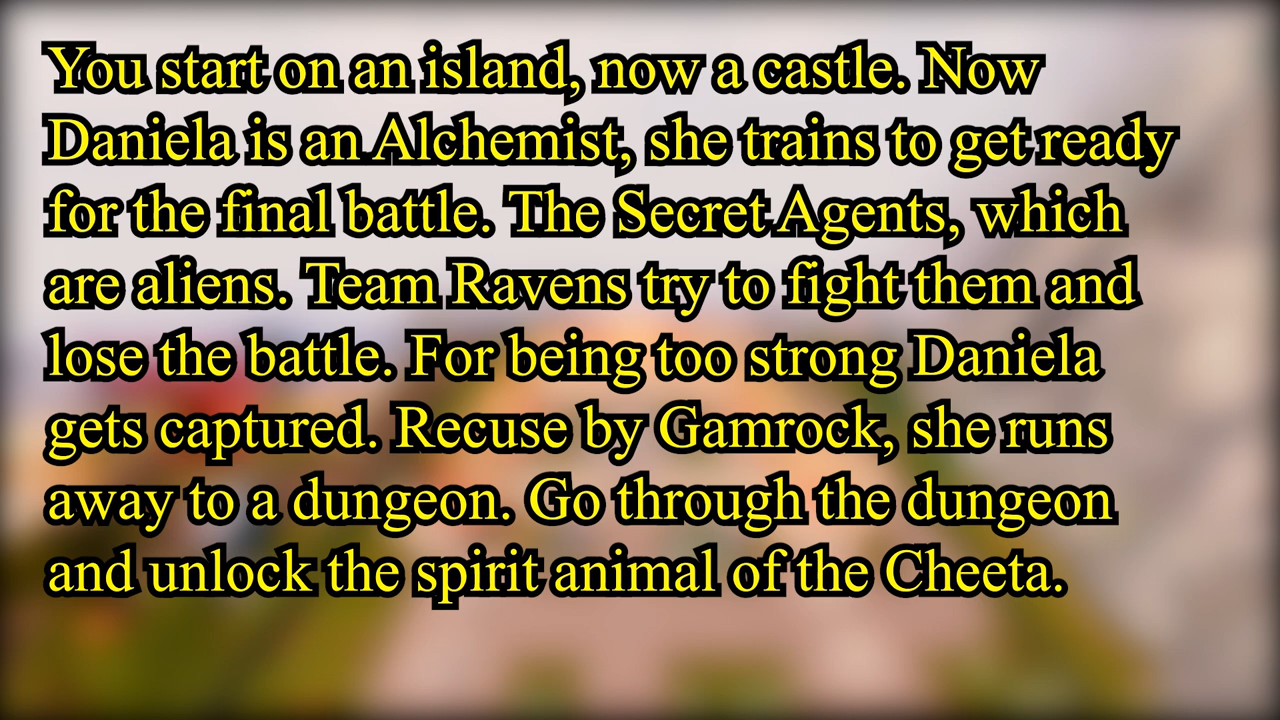 You start on an island, now a castle. Now
Daniela is an Alchemist, she trains to get ready
for the final battle. The Secret Agents, which
are aliens. Team Ravens try to fight them and
lose the battle. For being too strong Daniela
gets captured. Recuse by Gamrock, she runs
away to a dungeon. Go through the dungeon
and unlock the spirit animal of the Cheeta.